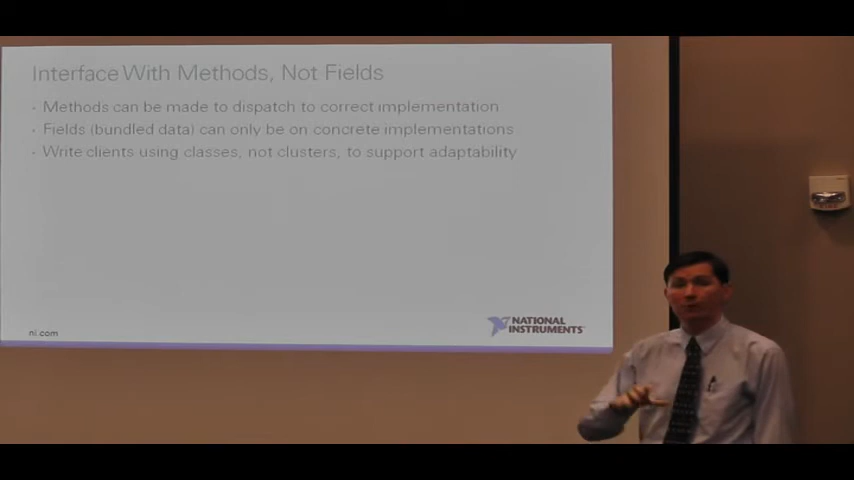 Interface With Methods, Not Fields
Methods can be made to dispatch to correct implementation
Fields (bundled data) can only be on concrete implementations
Write clients using classes, not clusters, to support adaptability
ni.com
NATIONAL
INSTRUMENTS